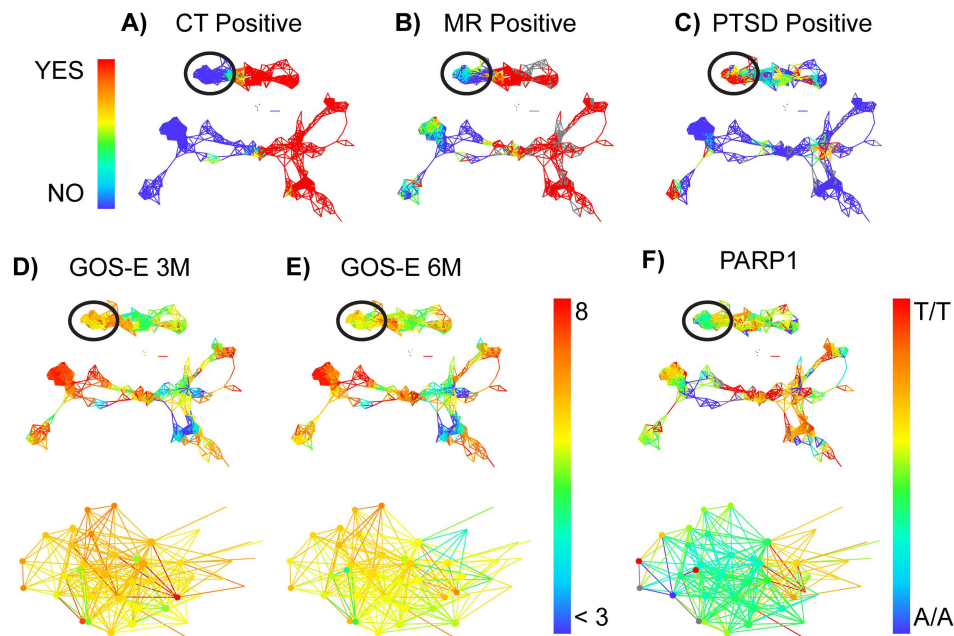 A) CT Positive
B) MR Positive
C) PTSD Positive
YES
NO
D) GOS-E 3M
E) GOS-E 6M
F) PARP1
8
< 3
T/T
A/A